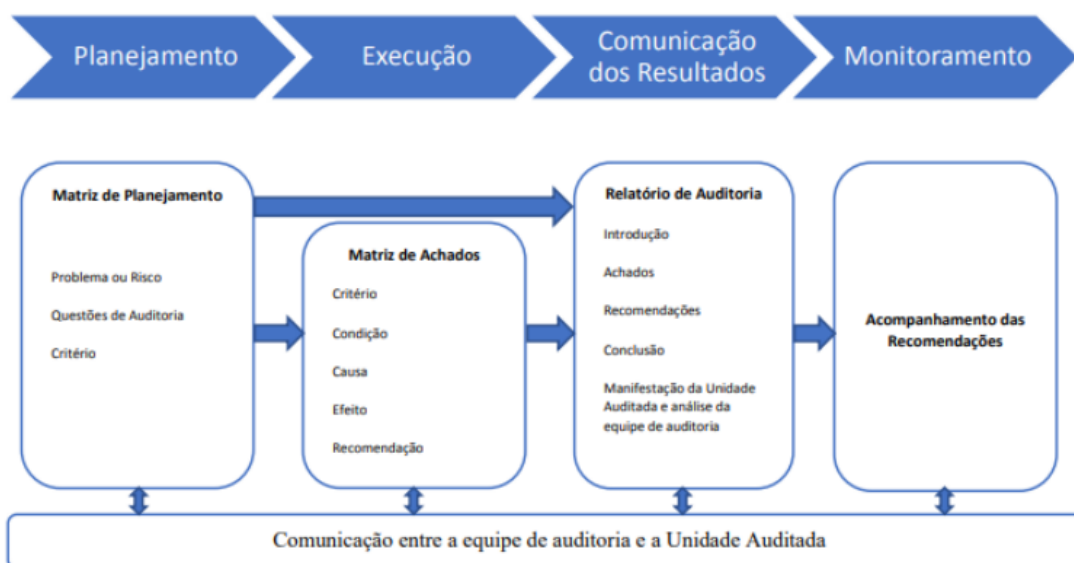 Planejamento
Execução
Comunicação
dos Resultados
Monitoramento
Matriz de Planejamento
Problema ou Risco
Questões de Auditoria
Critério
Matriz de Achados
Critério
Condição
Causa
Efeito
Recomendação
Relatório de Auditoria
Introdução
Achados
Recomendações
Conclusão
Manifestação da Unidade
Auditada e análise da
equipe de auditoria
Acompanhamento das
Recomendações
Comunicação entre a equipe de auditoria e a Unidade Auditada